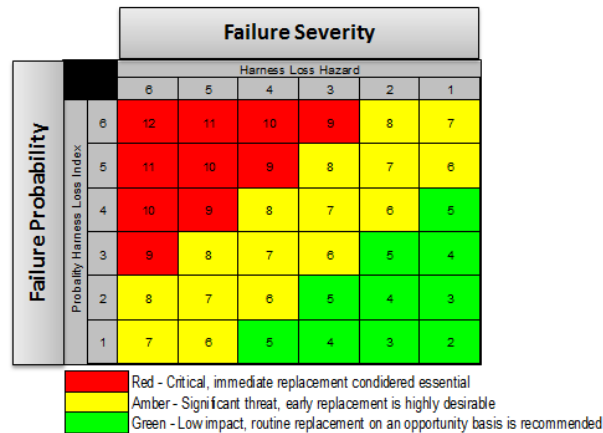 Failure Severity
Harness Loss Hazard
6 5 4 3 2 1
Failure Probability
Probality Harness Loss Index
6 12 11 10 9 8 7
5 11 10 9 8 7 6
4 10 9 8 7 6 5
3 9 8 7 6 5 4
2 8 7 6 5 4 3
1 7 6 5 4 3 2
Red - Critical, immediate replacement condidered essential
Amber - Significant threat, early replacement is highly desirable
Green - Low impact, routine replacement on an opportunity basis is recommended